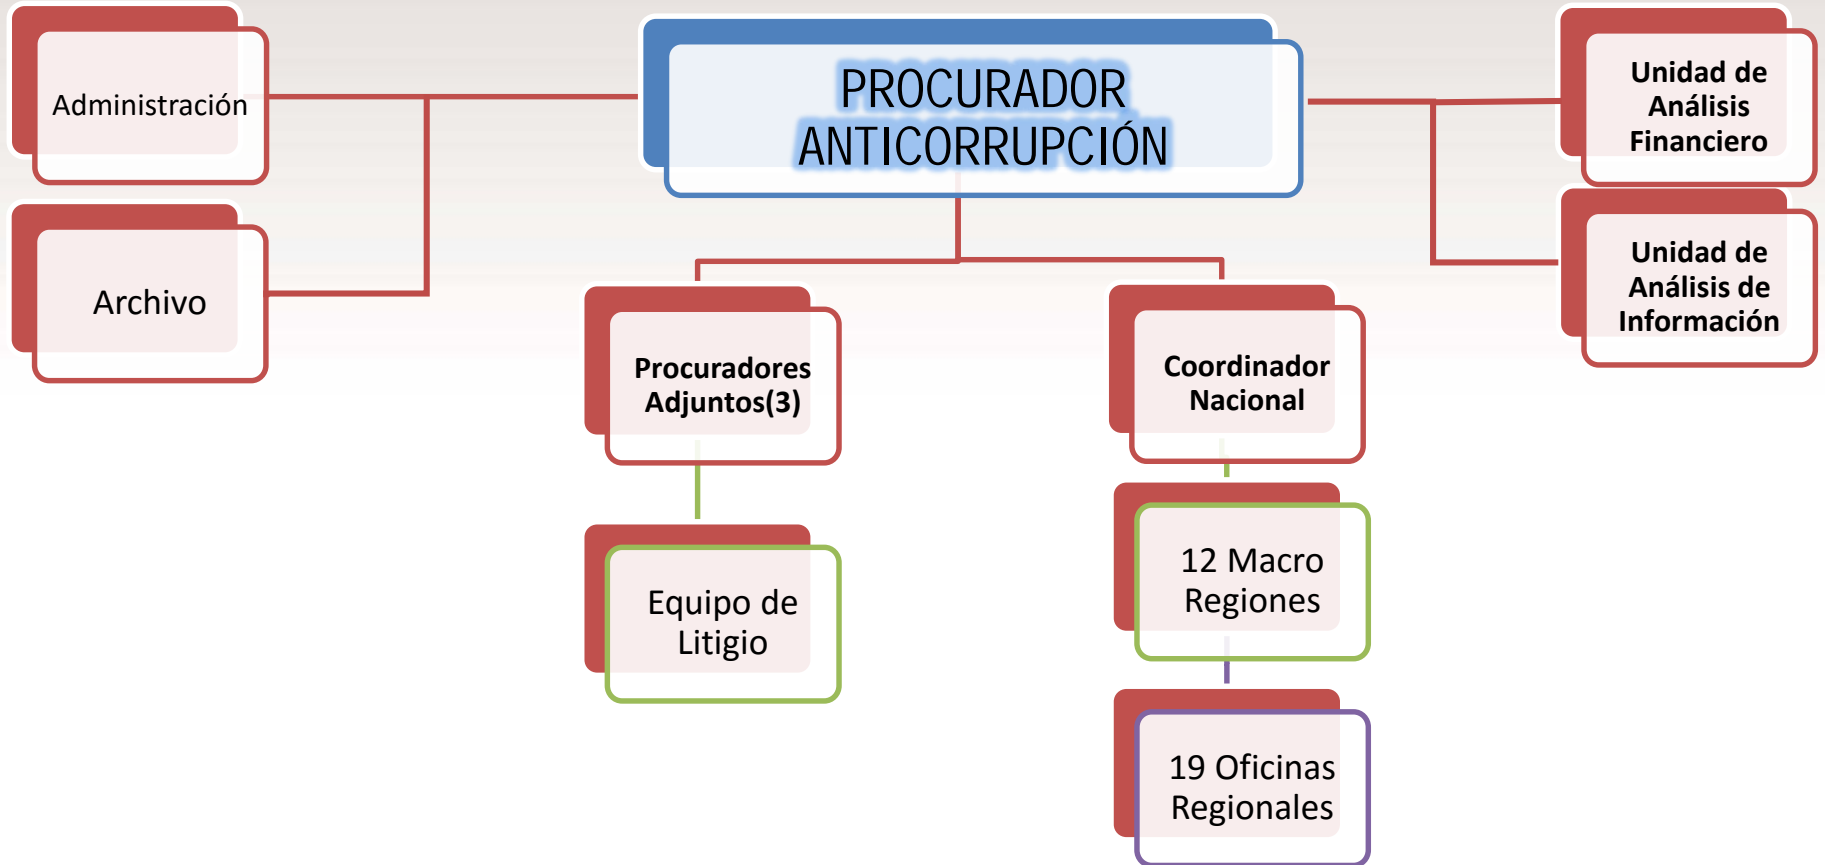 Administración
Archivo
PROCURADOR
ANTICORRUPCIÓN
Unidad de
Análisis
Financiero
Unidad de
Análisis de
Información
Procuradores
Adjuntos(3)
Coordinador
Nacional
Equipo de
Litigio
12 Macro
Regiones
19 Oficinas
Regionales